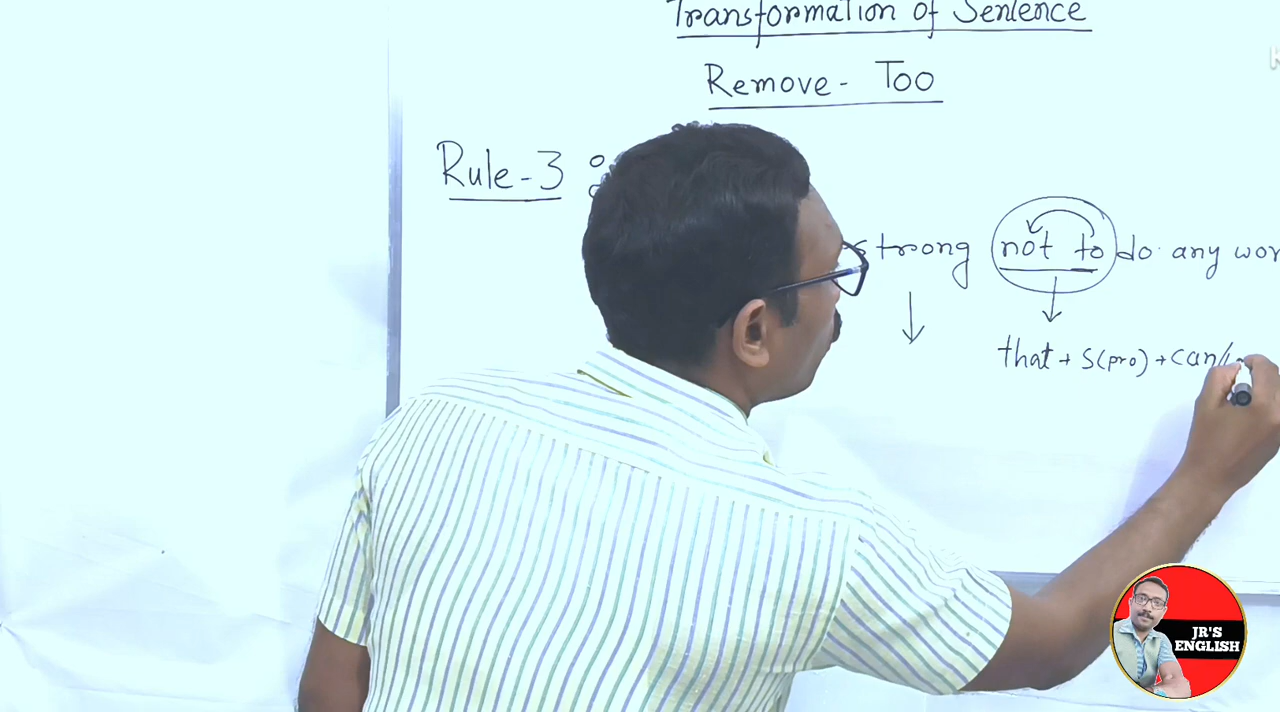 Transformation of Sentence
Remove - Too
Rule-3 :
strong not to do any wor
that + S(pro) + can/
JR'S
ENGLISH